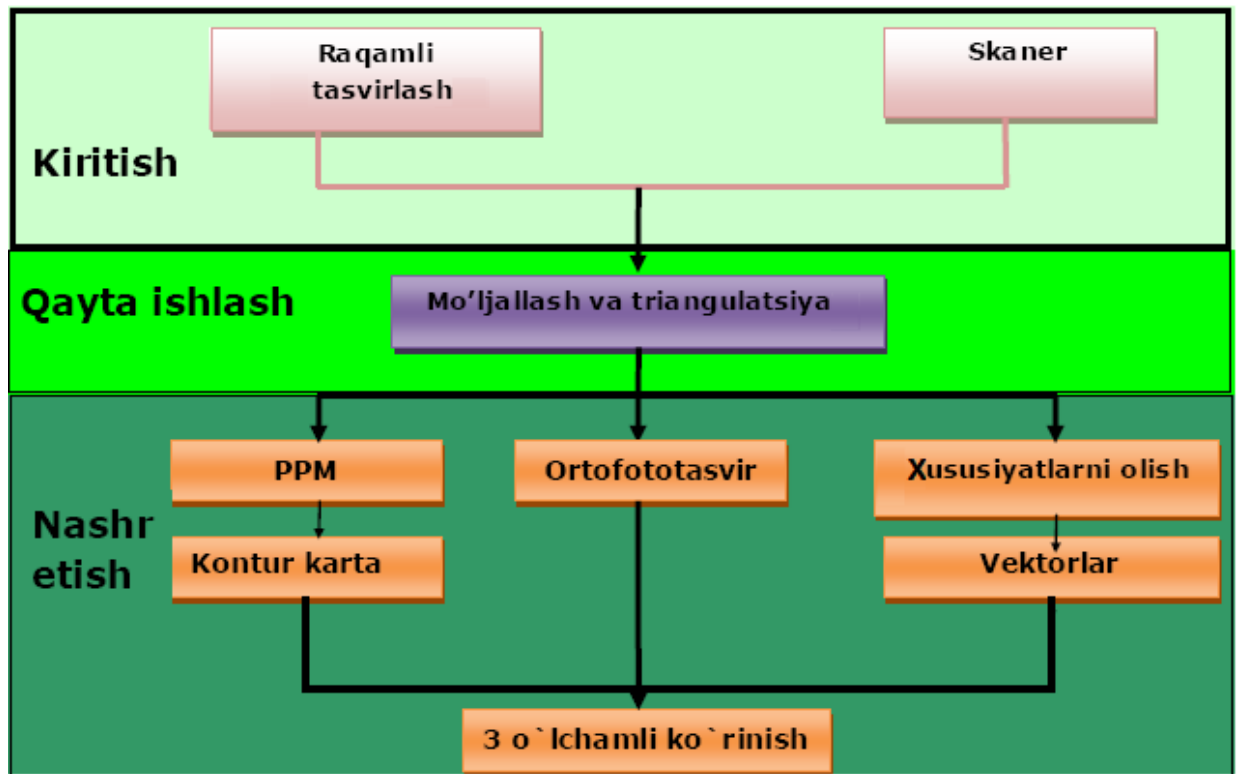 Raqamli
tasvirlash
Skaner
Kiritish
Qayta ishlash
Mo'ljallash va triangulatsiya
PPM
Ortofototasvir
Xususiyatlarni olish
Nashr
etish
Kontur karta
Vektorlar
3 o`lchamli ko`rinish